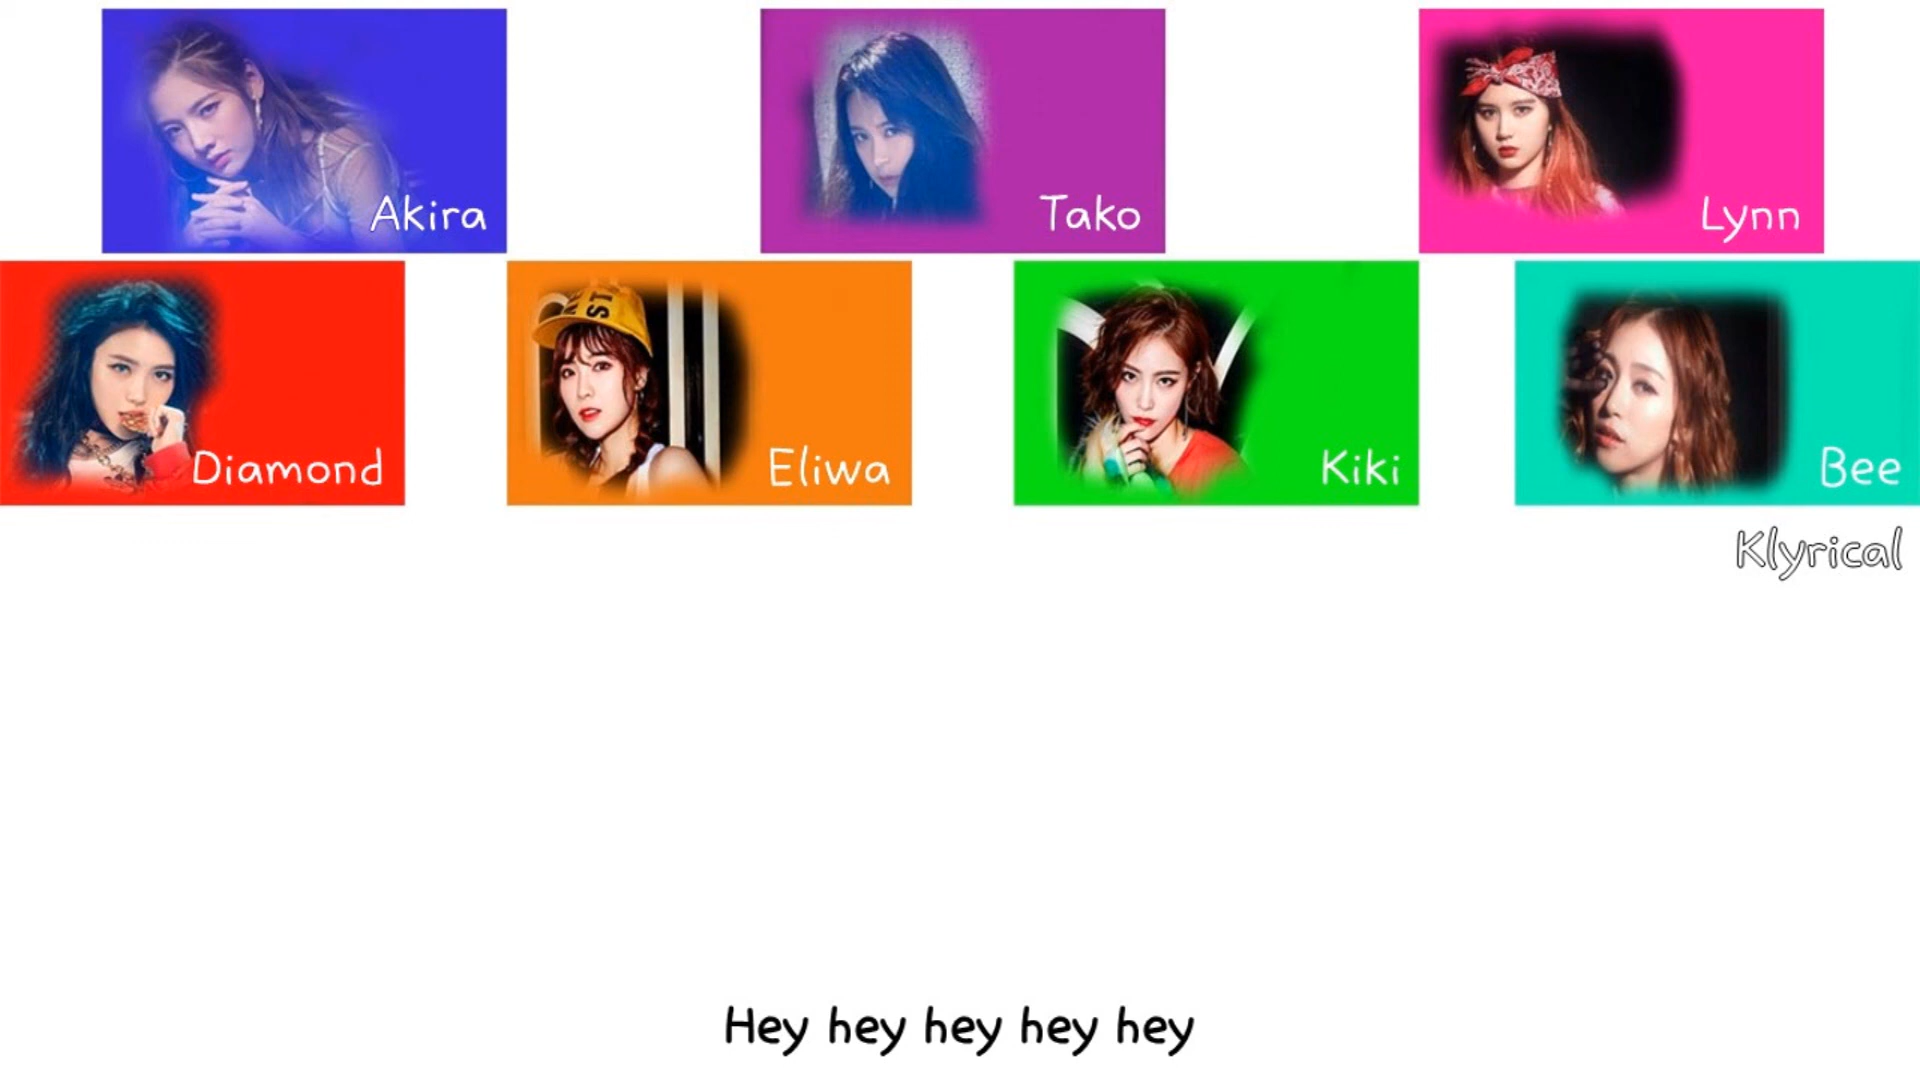 Akira
Tako
Lynn
Diamond
Eliwa
Kiki
Bee
Klyrical
Hey hey hey hey hey